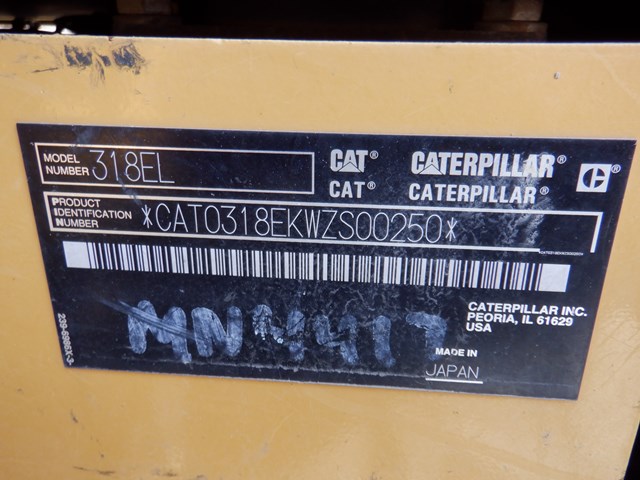 MODEL NUMBER 318EL
CAT® CATERPILLAR®
CAT® CATERPILLAR®
PRODUCT IDENTIFICATION NUMBER *CAT0318EKWZS00250*
CATERPILLAR INC.
PEORIA, IL 61629
USA
MADE IN
JAPAN